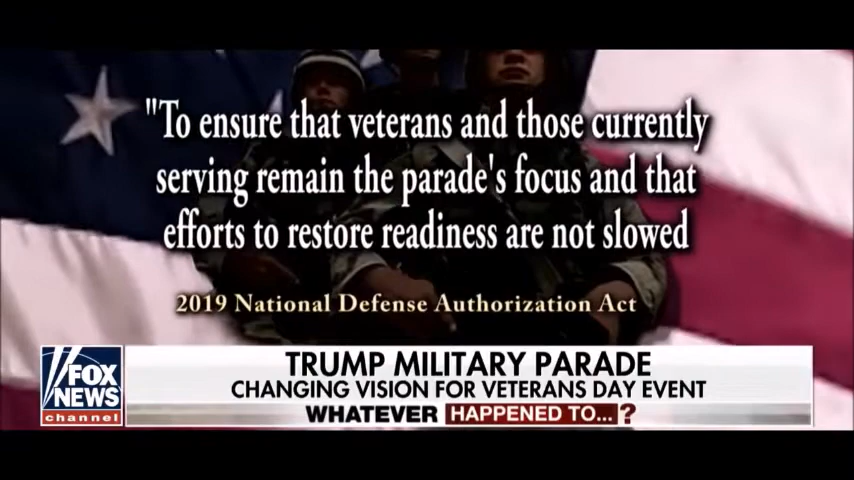 "To ensure that veterans and those currently
serving remain the parade's focus and that
efforts to restore readiness are not slowed
2019 National Defense Authorization Act
FOX
NEWS
channel
TRUMP MILITARY PARADE
CHANGING VISION FOR VETERANS DAY EVENT
WHATEVER HAPPENED TO...?